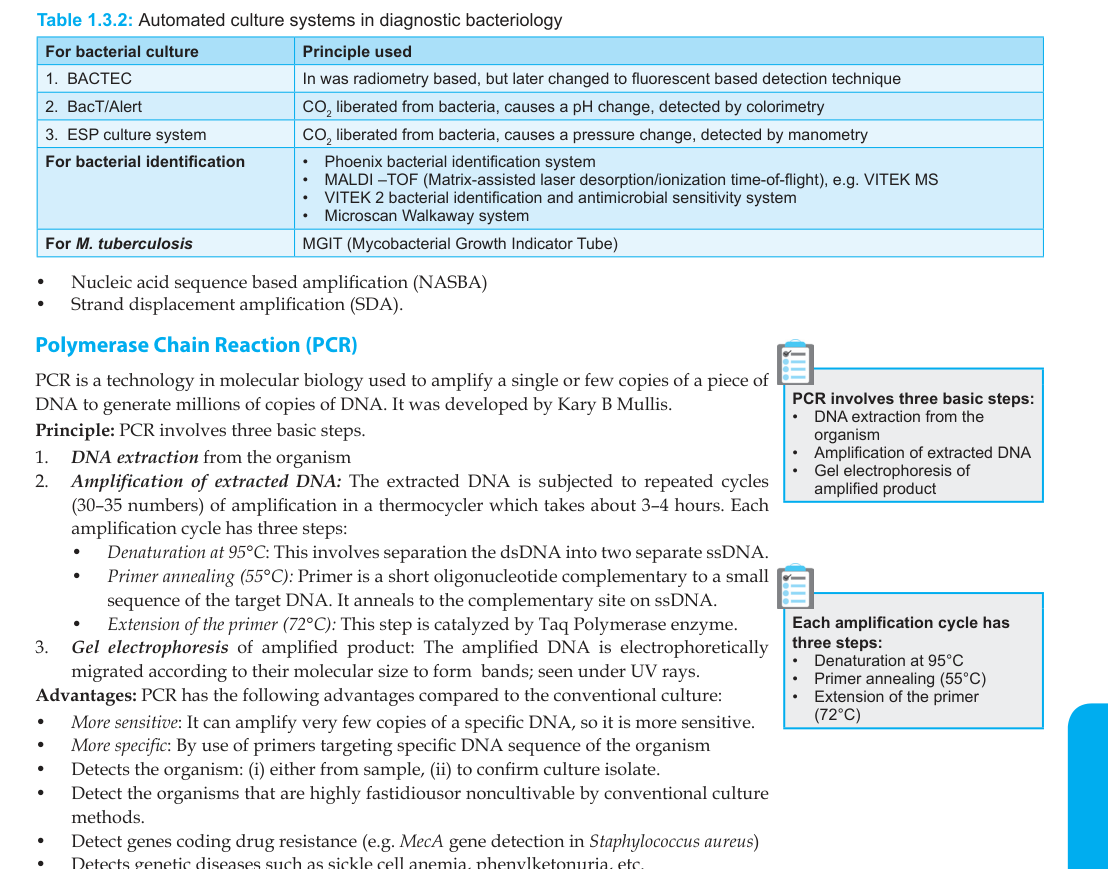 Table 1.3.2: Automated culture systems in diagnostic bacteriology
For bacterial culture Principle used
1. BACTEC In was radiometry based, but later changed to fluorescent based detection technique
2. BacT/Alert CO2 liberated from bacteria, causes a pH change, detected by colorimetry
3. ESP culture system CO2 liberated from bacteria, causes a pressure change, detected by manometry
For bacterial identification • Phoenix bacterial identification system
• MALDI –TOF (Matrix-assisted laser desorption/ionization time-of-flight), e.g. VITEK MS
• VITEK 2 bacterial identification and antimicrobial sensitivity system
• Microscan Walkaway system
For M. tuberculosis MGIT (Mycobacterial Growth Indicator Tube)
• Nucleic acid sequence based amplification (NASBA)
• Strand displacement amplification (SDA).
Polymerase Chain Reaction (PCR)
PCR is a technology in molecular biology used to amplify a single or few copies of a piece of
DNA to generate millions of copies of DNA. It was developed by Kary B Mullis.
Principle: PCR involves three basic steps.
1. DNA extraction from the organism
2. Amplification of extracted DNA: The extracted DNA is subjected to repeated cycles
(30–35 numbers) of amplification in a thermocycler which takes about 3–4 hours. Each
amplification cycle has three steps:
• Denaturation at 95°C: This involves separation the dsDNA into two separate ssDNA.
• Primer annealing (55°C): Primer is a short oligonucleotide complementary to a small
sequence of the target DNA. It anneals to the complementary site on ssDNA.
• Extension of the primer (72°C): This step is catalyzed by Taq Polymerase enzyme.
3. Gel electrophoresis of amplified product: The amplified DNA is electrophoretically
migrated according to their molecular size to form bands; seen under UV rays.
Advantages: PCR has the following advantages compared to the conventional culture:
• More sensitive: It can amplify very few copies of a specific DNA, so it is more sensitive.
• More specific: By use of primers targeting specific DNA sequence of the organism
• Detects the organism: (i) either from sample, (ii) to confirm culture isolate.
• Detect the organisms that are highly fastidiousor noncultivable by conventional culture
methods.
• Detect genes coding drug resistance (e.g. MecA gene detection in Staphylococcus aureus)
• Detects genetic diseases such as sickle cell anemia, phenylketonuria, etc.
PCR involves three basic steps:
• DNA extraction from the
organism
• Amplification of extracted DNA
• Gel electrophoresis of
amplified product
Each amplification cycle has
three steps:
• Denaturation at 95°C
• Primer annealing (55°C)
• Extension of the primer
(72°C)